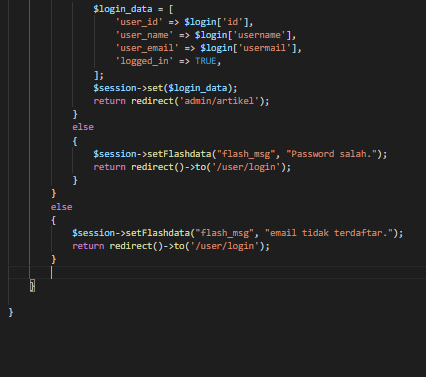 $login_data = [
'user_id' => $login['id'],
'user_name' => $login['username'],
'user_email' => $login['usermail'],
'logged_in' => TRUE,
];
$session->set($login_data);
return redirect('admin/artikel');
}
else
{
$session->setFlashdata("flash_msg", "Password salah.");
return redirect()->to('/user/login');
}
}
else
{
$session->setFlashdata("flash_msg", "email tidak terdaftar.");
return redirect()->to('/user/login');
}
}
}